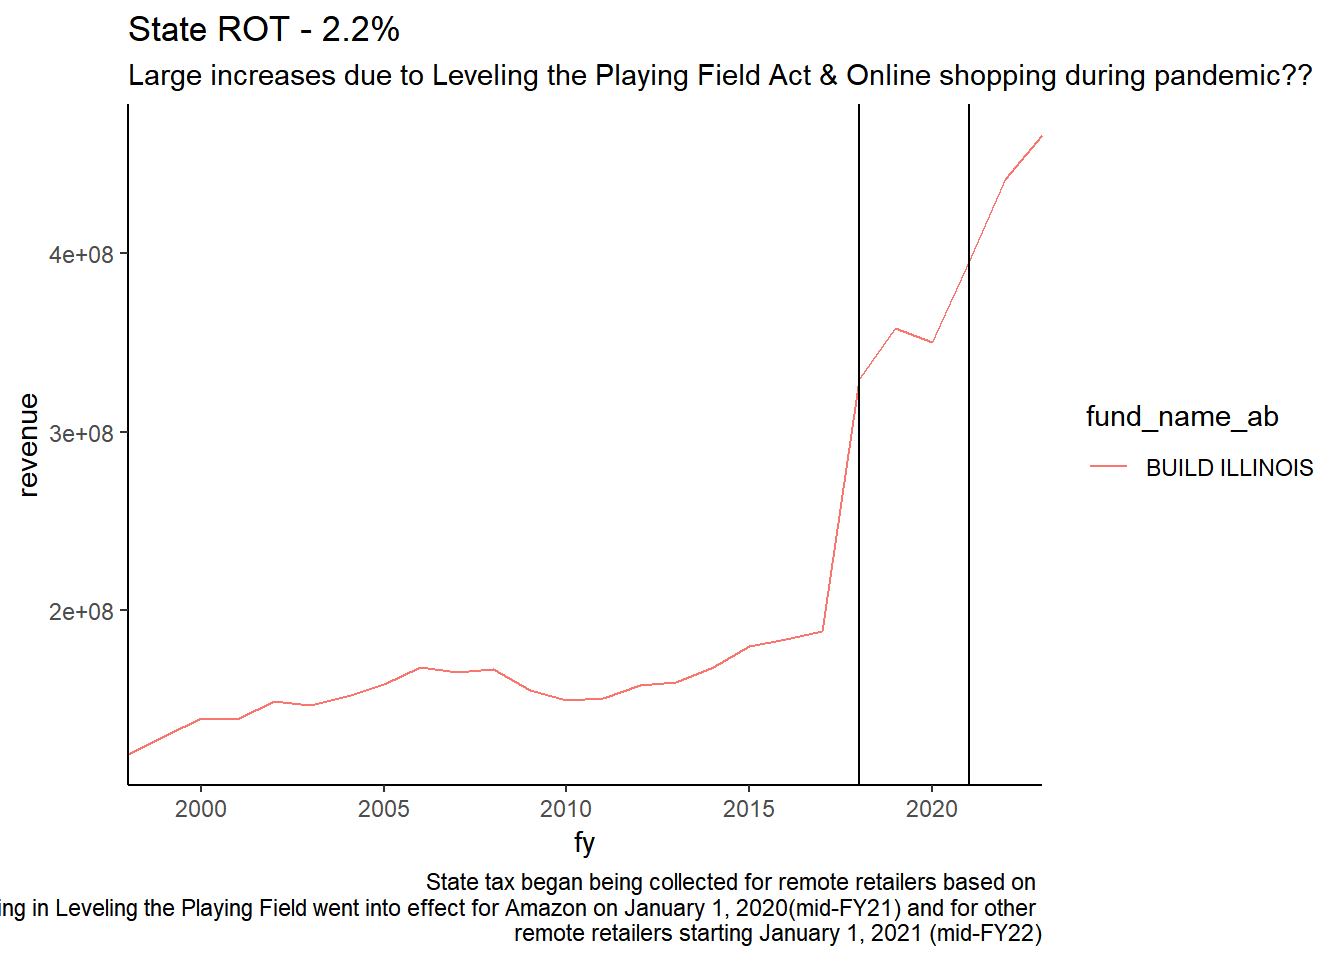 State ROT - 2.2%
Large increases due to Leveling the Playing Field Act & Online shopping during pandemic??
4e+08
3e+08
2e+08
revenue
2000 2005 2010 2015 2020
fy
fund_name_ab
BUILD ILLINOIS
State tax began being collected for remote retailers based on
in Leveling the Playing Field went into effect for Amazon on January 1, 2020(mid-FY21) and for other
remote retailers starting January 1, 2021 (mid-FY22)